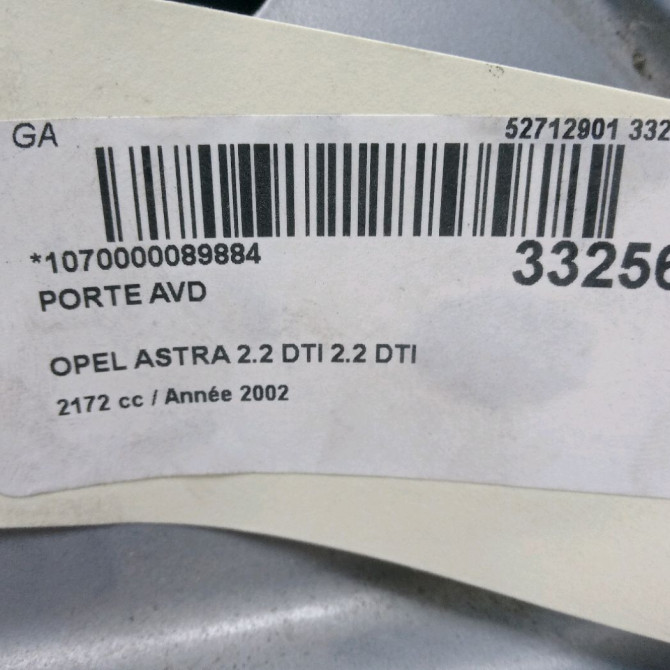 GA 52712901 332
*1070000089884 33256
PORTE AVD
OPEL ASTRA 2.2 DTI 2.2 DTI
2172 cc / Année 2002